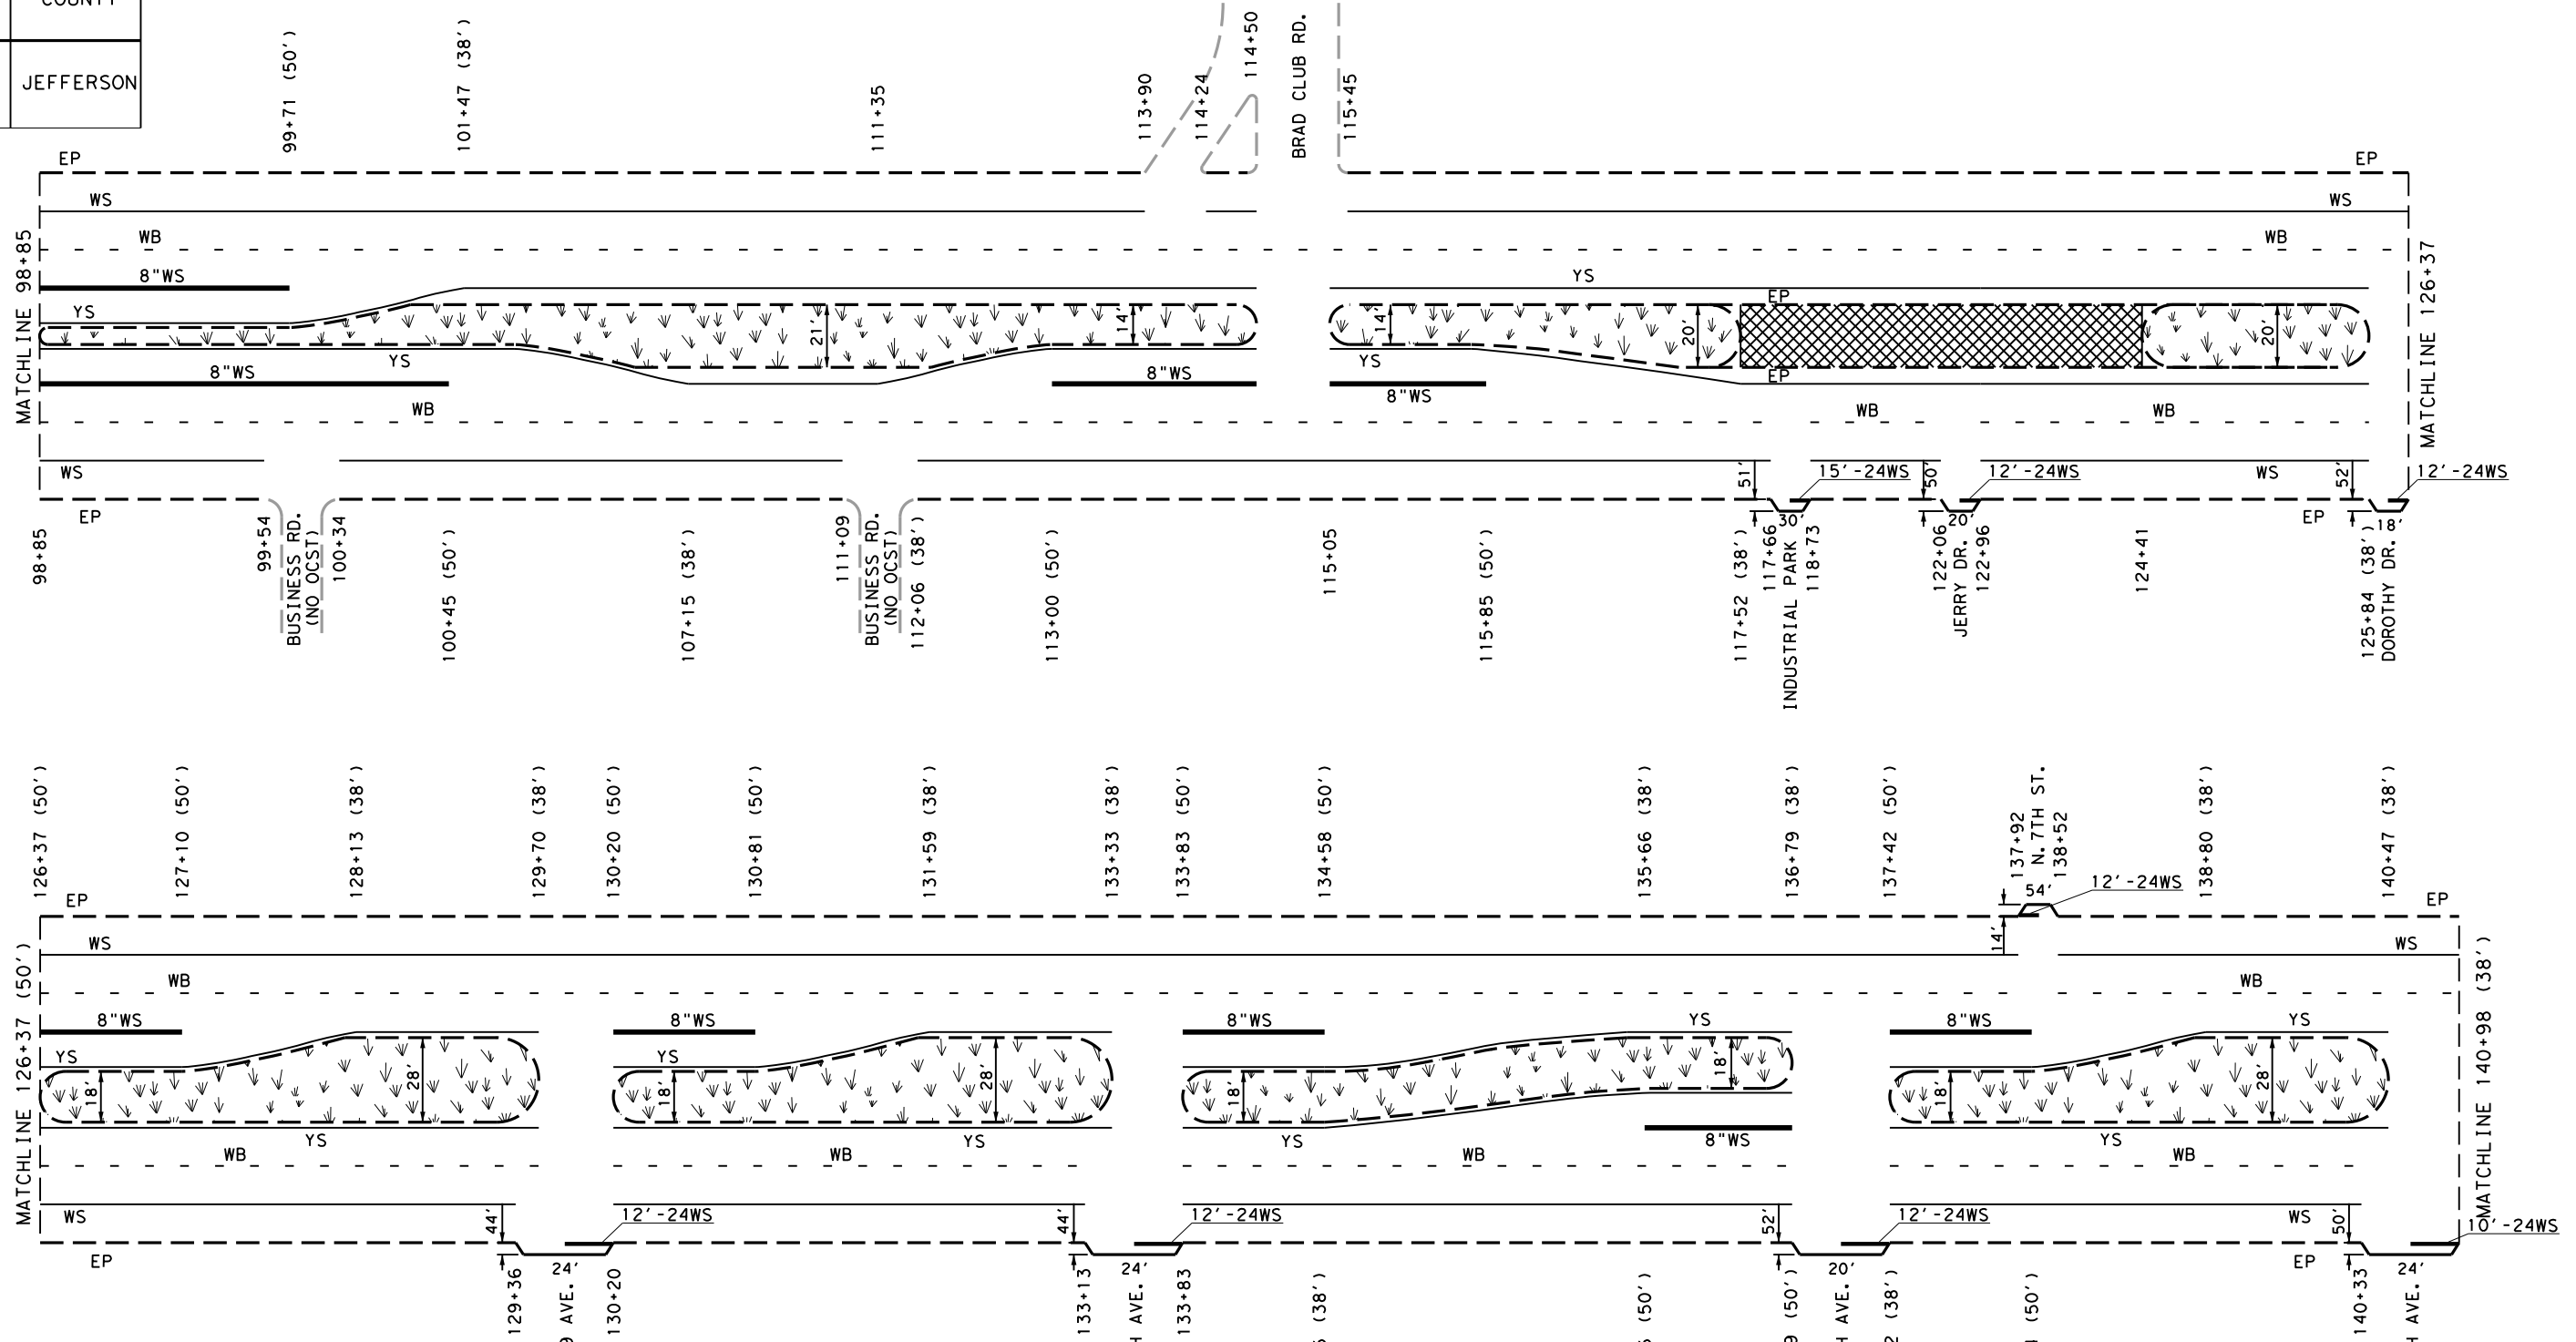 COUNTY
JEFFERSON
99+71 (50')
101+47 (38')
111+35
113+90
114+24
114+50
BRAD CLUB RD.
115+45
EP
EP
WS
WS
WB
WB
MATCHLINE 98+85
MATCHLINE 126+37
8"WS
YS
YS
EP
21'
14'
14'
20'
20'
YS
8"WS
8"WS
YS
8"WS
EP
WB
WB
WB
WS
WS
51'
15'-24WS
50'
12'-24WS
52'
12'-24WS
EP
EP
30'
20'
18'
98+85
99+54
BUSINESS RD.
(NO OCST)
100+34
100+45 (50')
107+15 (38')
111+09
BUSINESS RD.
(NO OCST)
112+06 (38')
113+00 (50')
115+05
115+85 (50')
117+52 (38')
117+66
INDUSTRIAL PARK
118+73
122+06
JERRY DR.
122+96
124+41
125+84 (38')
DOROTHY DR.
126+37 (50')
127+10 (50')
128+13 (38')
129+70 (38')
130+20 (50')
130+81 (50')
131+59 (38')
133+33 (38')
133+83 (50')
134+58 (50')
135+66 (38')
136+79 (38')
137+42 (50')
137+92
N.7TH ST.
138+52
138+80 (38')
140+47 (38')
EP
54'
12'-24WS
EP
14'
WS
WS
WB
WB
MATCHLINE 126+37 (50')
MATCHLINE 140+98 (38')
8"WS
8"WS
8"WS
YS
8"WS
YS
YS
YS
18'
28'
18'
28'
18'
18'
18'
28'
YS
YS
YS
8"WS
YS
WB
WB
WB
WB
WS
WS
44'
12'-24WS
44'
12'-24WS
52'
12'-24WS
50'
10'-24WS
EP
EP
24'
24'
20'
24'
129+36
AVE.
130+20
133+13
AVE.
133+83
(38')
(50')
(50')
AVE.
(38')
(50')
140+33
AVE.